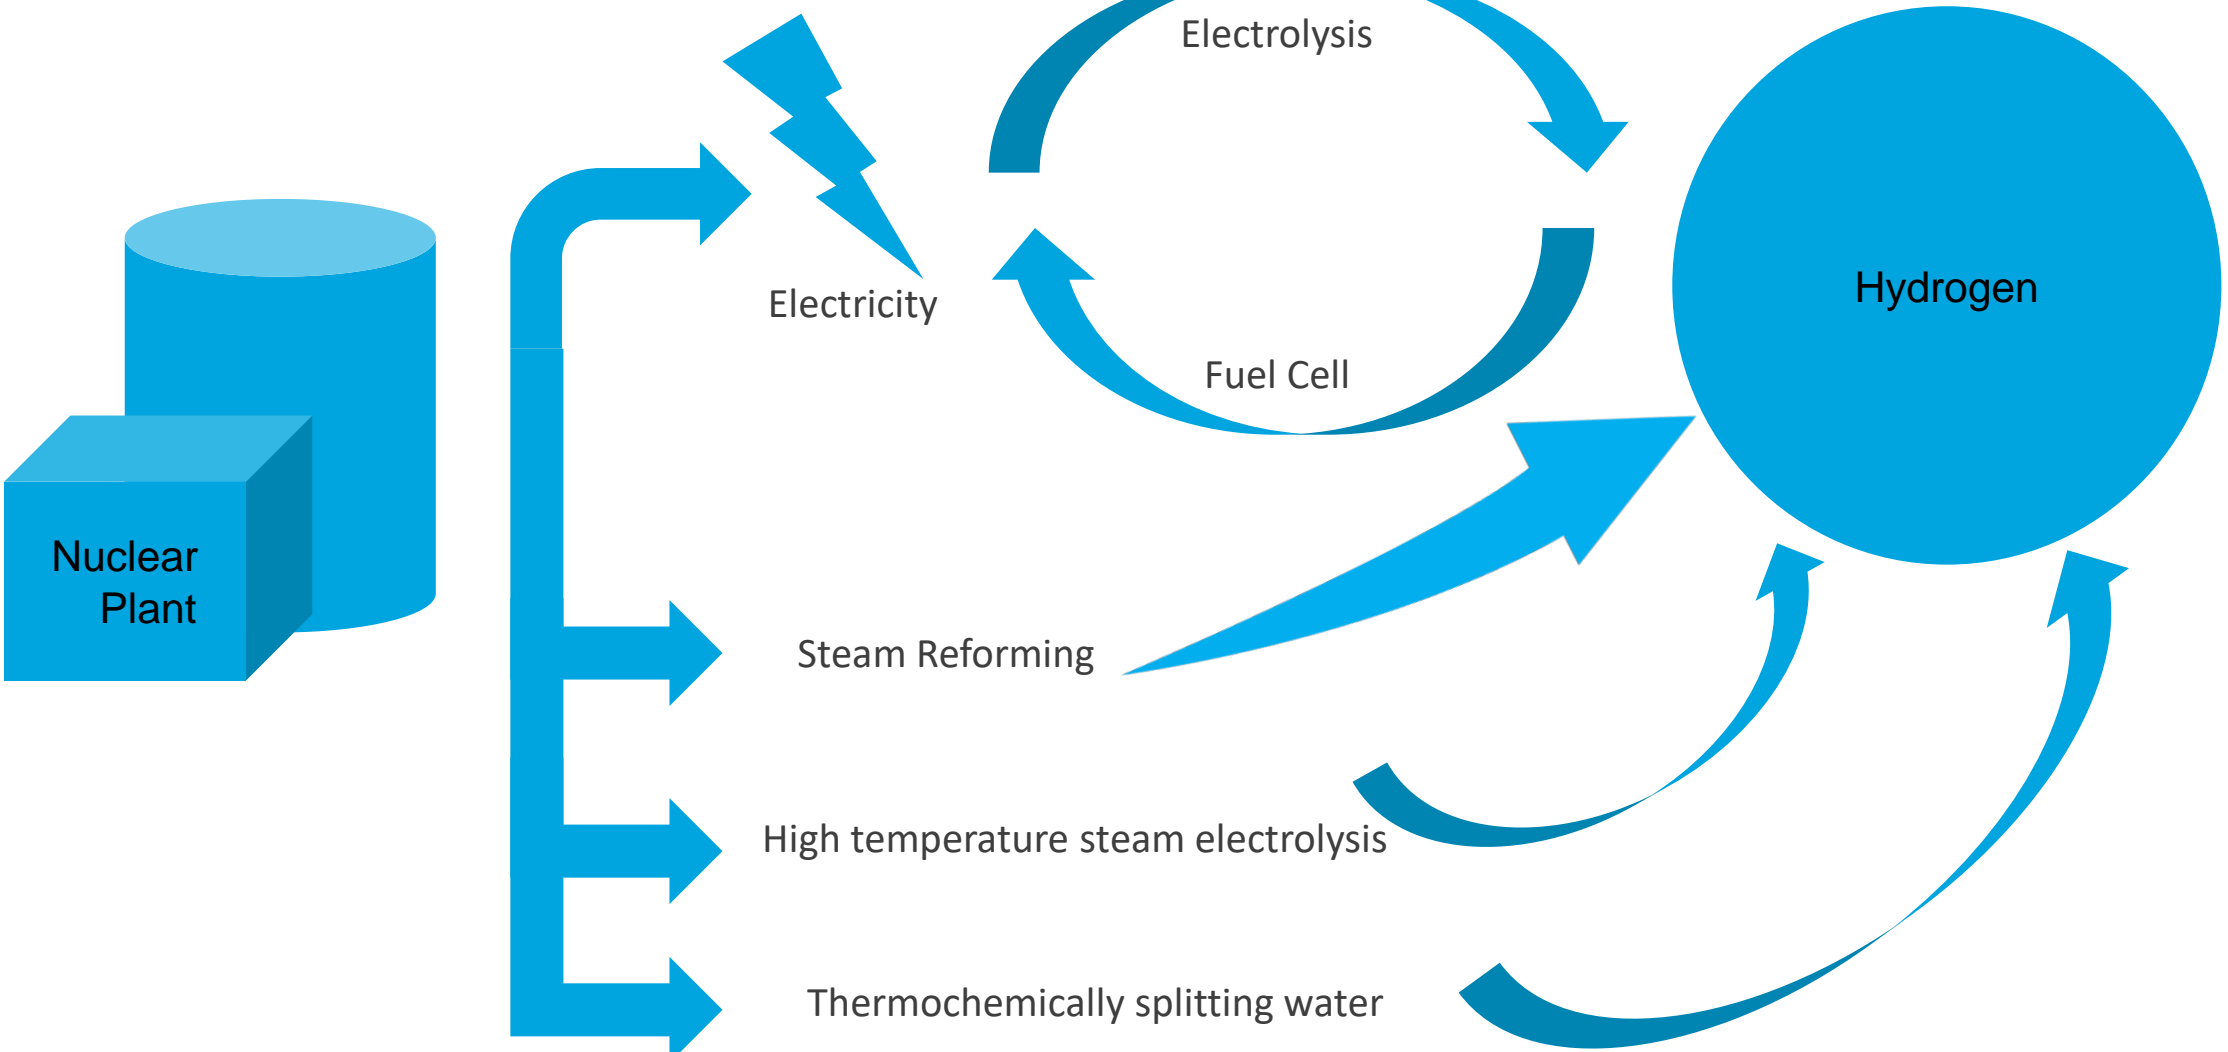 Electrolysis
Electricity
Hydrogen
Fuel Cell
Nuclear
Plant
Steam Reforming
High temperature steam electrolysis
Thermochemically splitting water